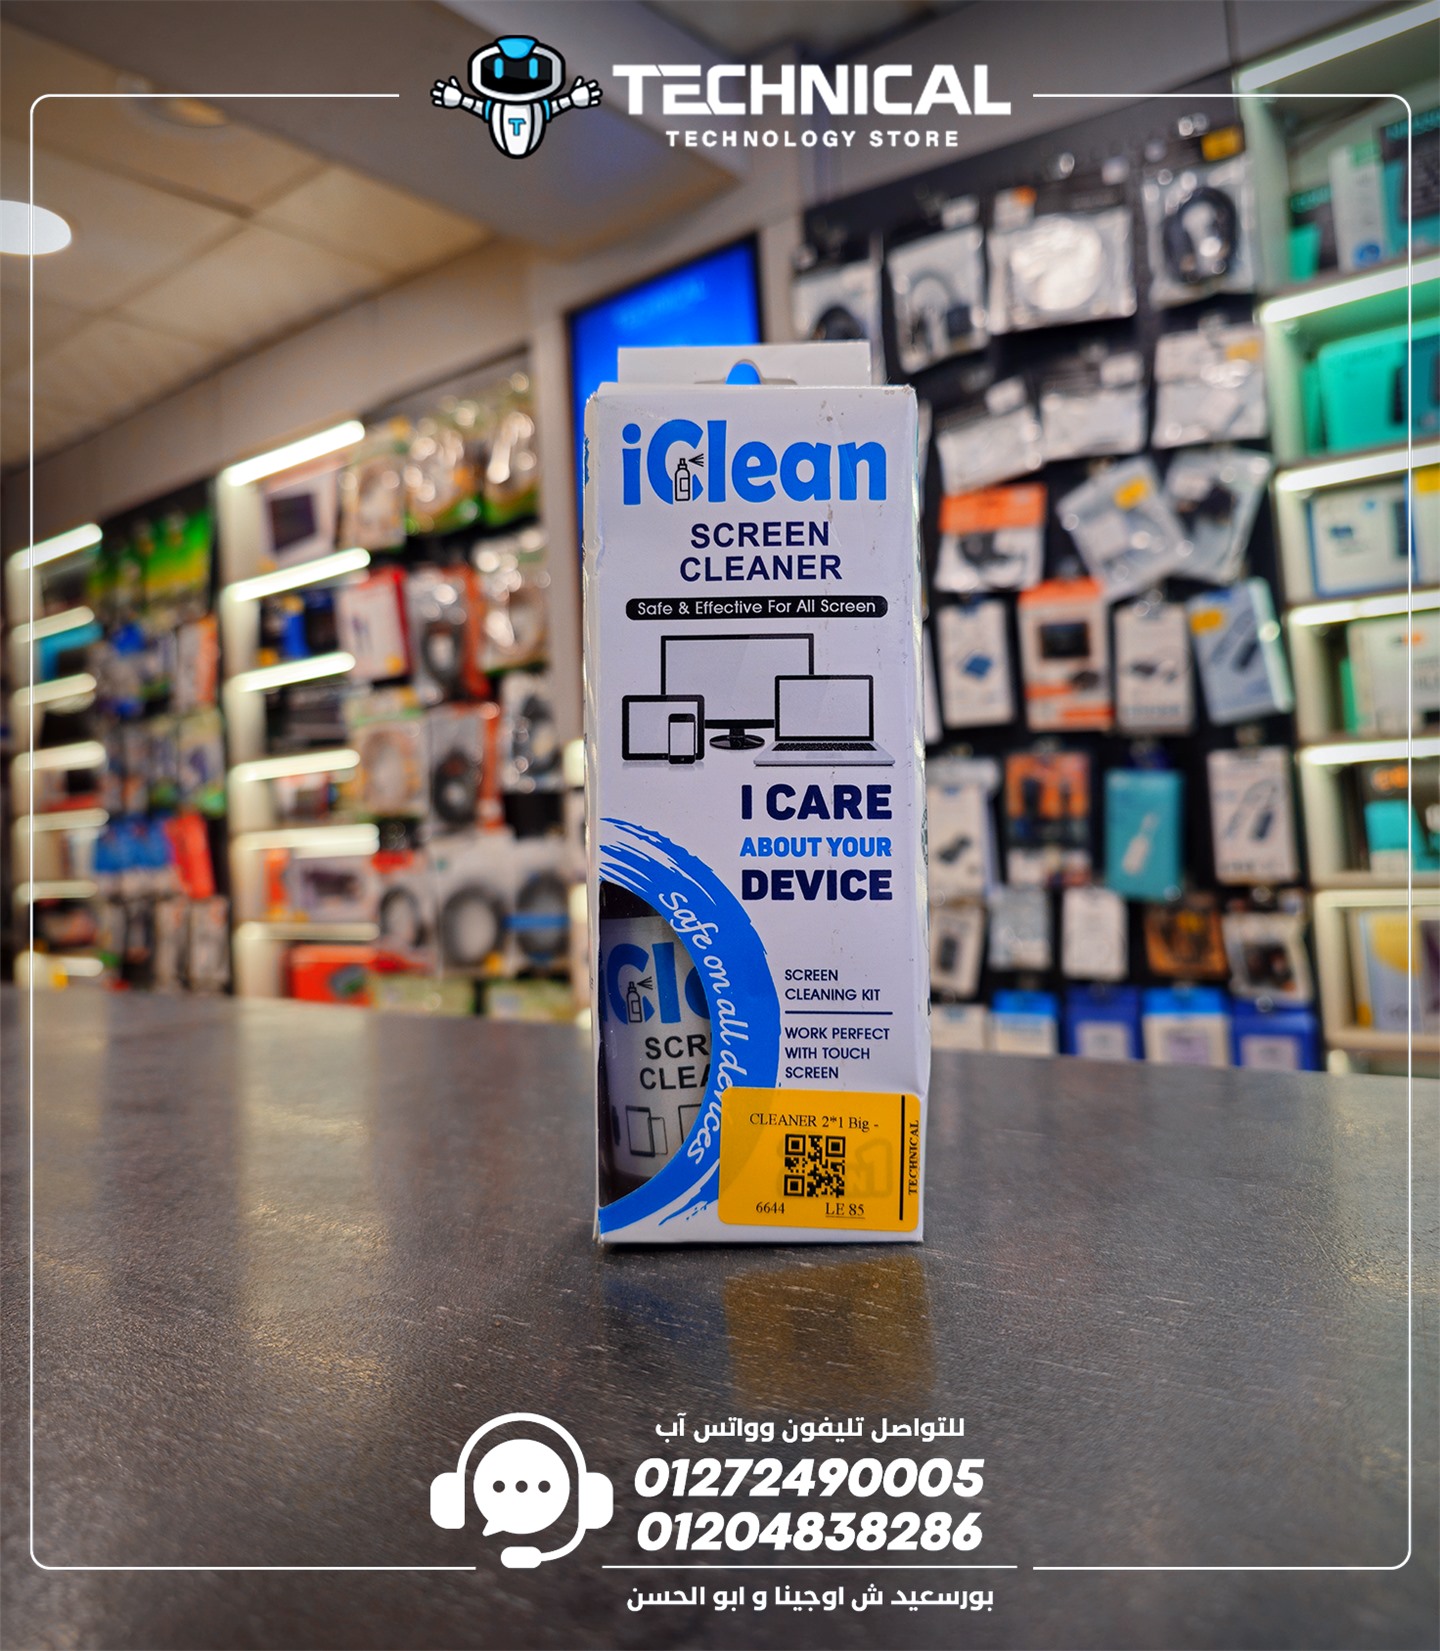 TECHNICAL
TECHNOLOGY STORE
iClean
SCREEN
CLEANER
Safe & Effective For All Screen
I CARE
ABOUT YOUR
DEVICE
Safe on all devices
SCREEN
CLEANING KIT
WORK PERFECT
WITH TOUCH
SCREEN
SCR
CLEA
CLEANER 2*1 Big -
6644 LE 85
TECHNICAL
للتواصل تليفون وواتس آب
01272490005
01204838286
بورسعيد ش اوجينا و ابو الحسن